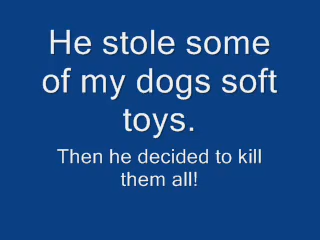 He stole some
of my dogs soft
toys.
Then he decided to kill
them all!